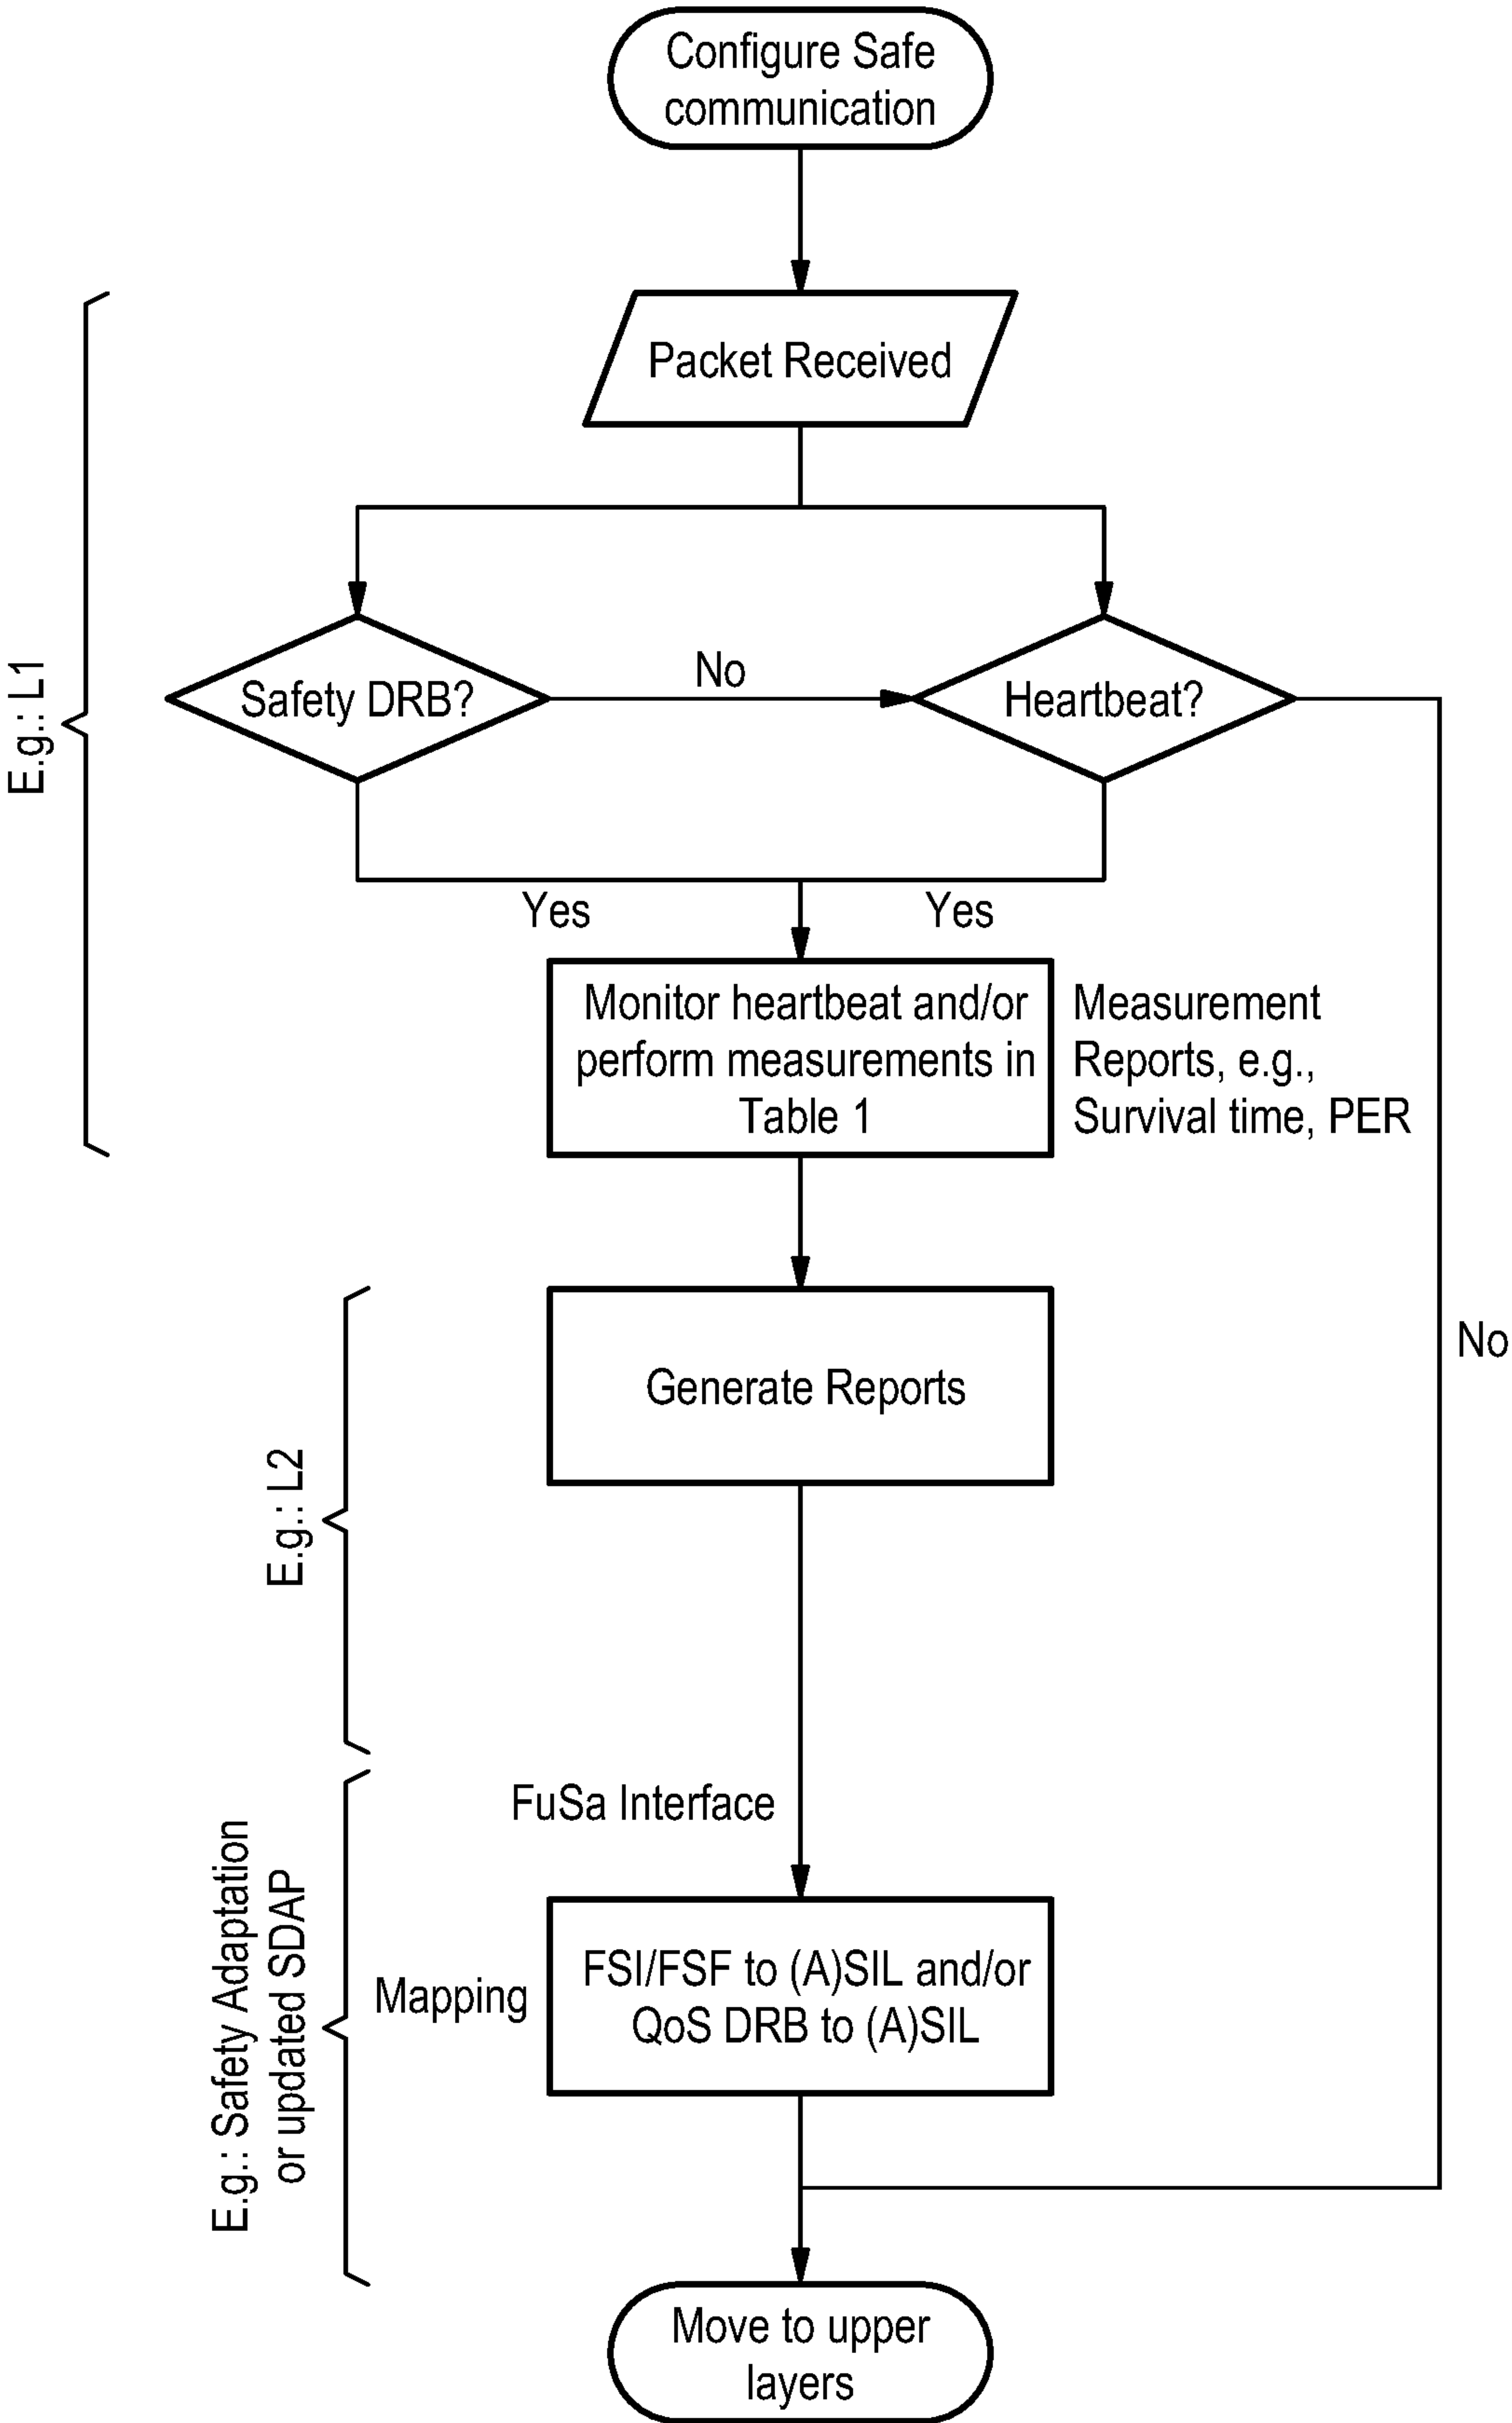 Configure Safe
communication
Packet Received
E.g.: L1
Safety DRB?
No
Heartbeat?
Yes
Yes
Monitor heartbeat and/or
perform measurements in
Table 1
Measurement
Reports, e.g.,
Survival time, PER
No
Generate Reports
E.g.: L2
FuSa Interface
E.g.: Safety Adaptation
or updated SDAP
Mapping
FSI/FSF to (A)SIL and/or
QoS DRB to (A)SIL
Move to upper
layers